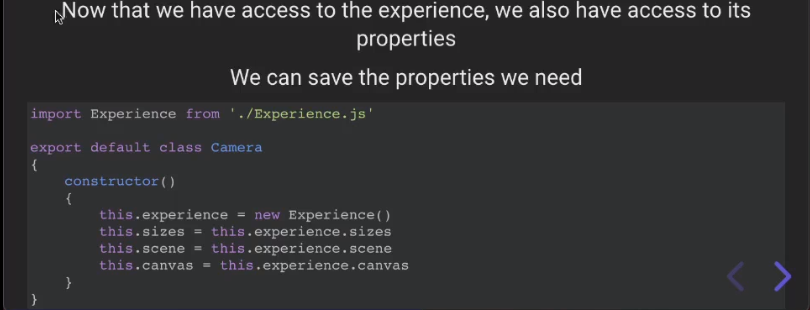 Now that we have access to the experience, we also have access to its
properties
We can save the properties we need
import Experience from './Experience.js'
export default class Camera
{
    constructor()
    {
        this.experience = new Experience()
        this.sizes = this.experience.sizes
        this.scene = this.experience.scene
        this.canvas = this.experience.canvas
    }
}